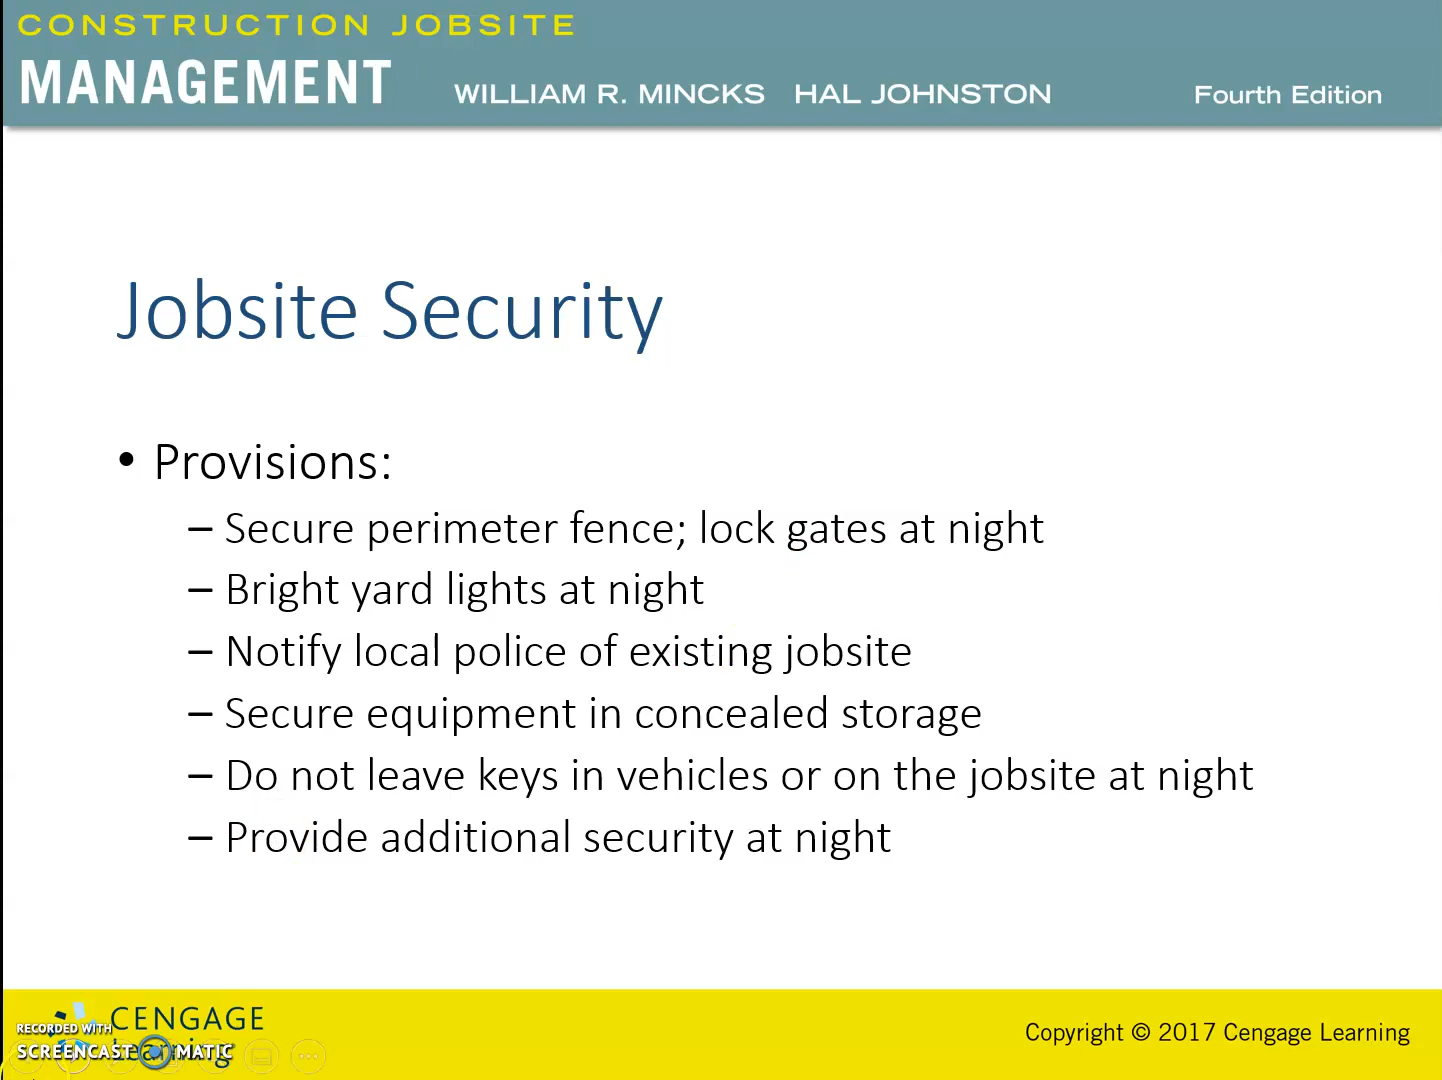 CONSTRUCTION JOBSITE
MANAGEMENT WILLIAM R. MINCKS HAL JOHNSTON Fourth Edition
Jobsite Security
• Provisions:
– Secure perimeter fence; lock gates at night
– Bright yard lights at night
– Notify local police of existing jobsite
– Secure equipment in concealed storage
– Do not leave keys in vehicles or on the jobsite at night
– Provide additional security at night
CENGAGE
Learning
RECORDED WITH
SCREENCAST MATIC
Copyright © 2017 Cengage Learning